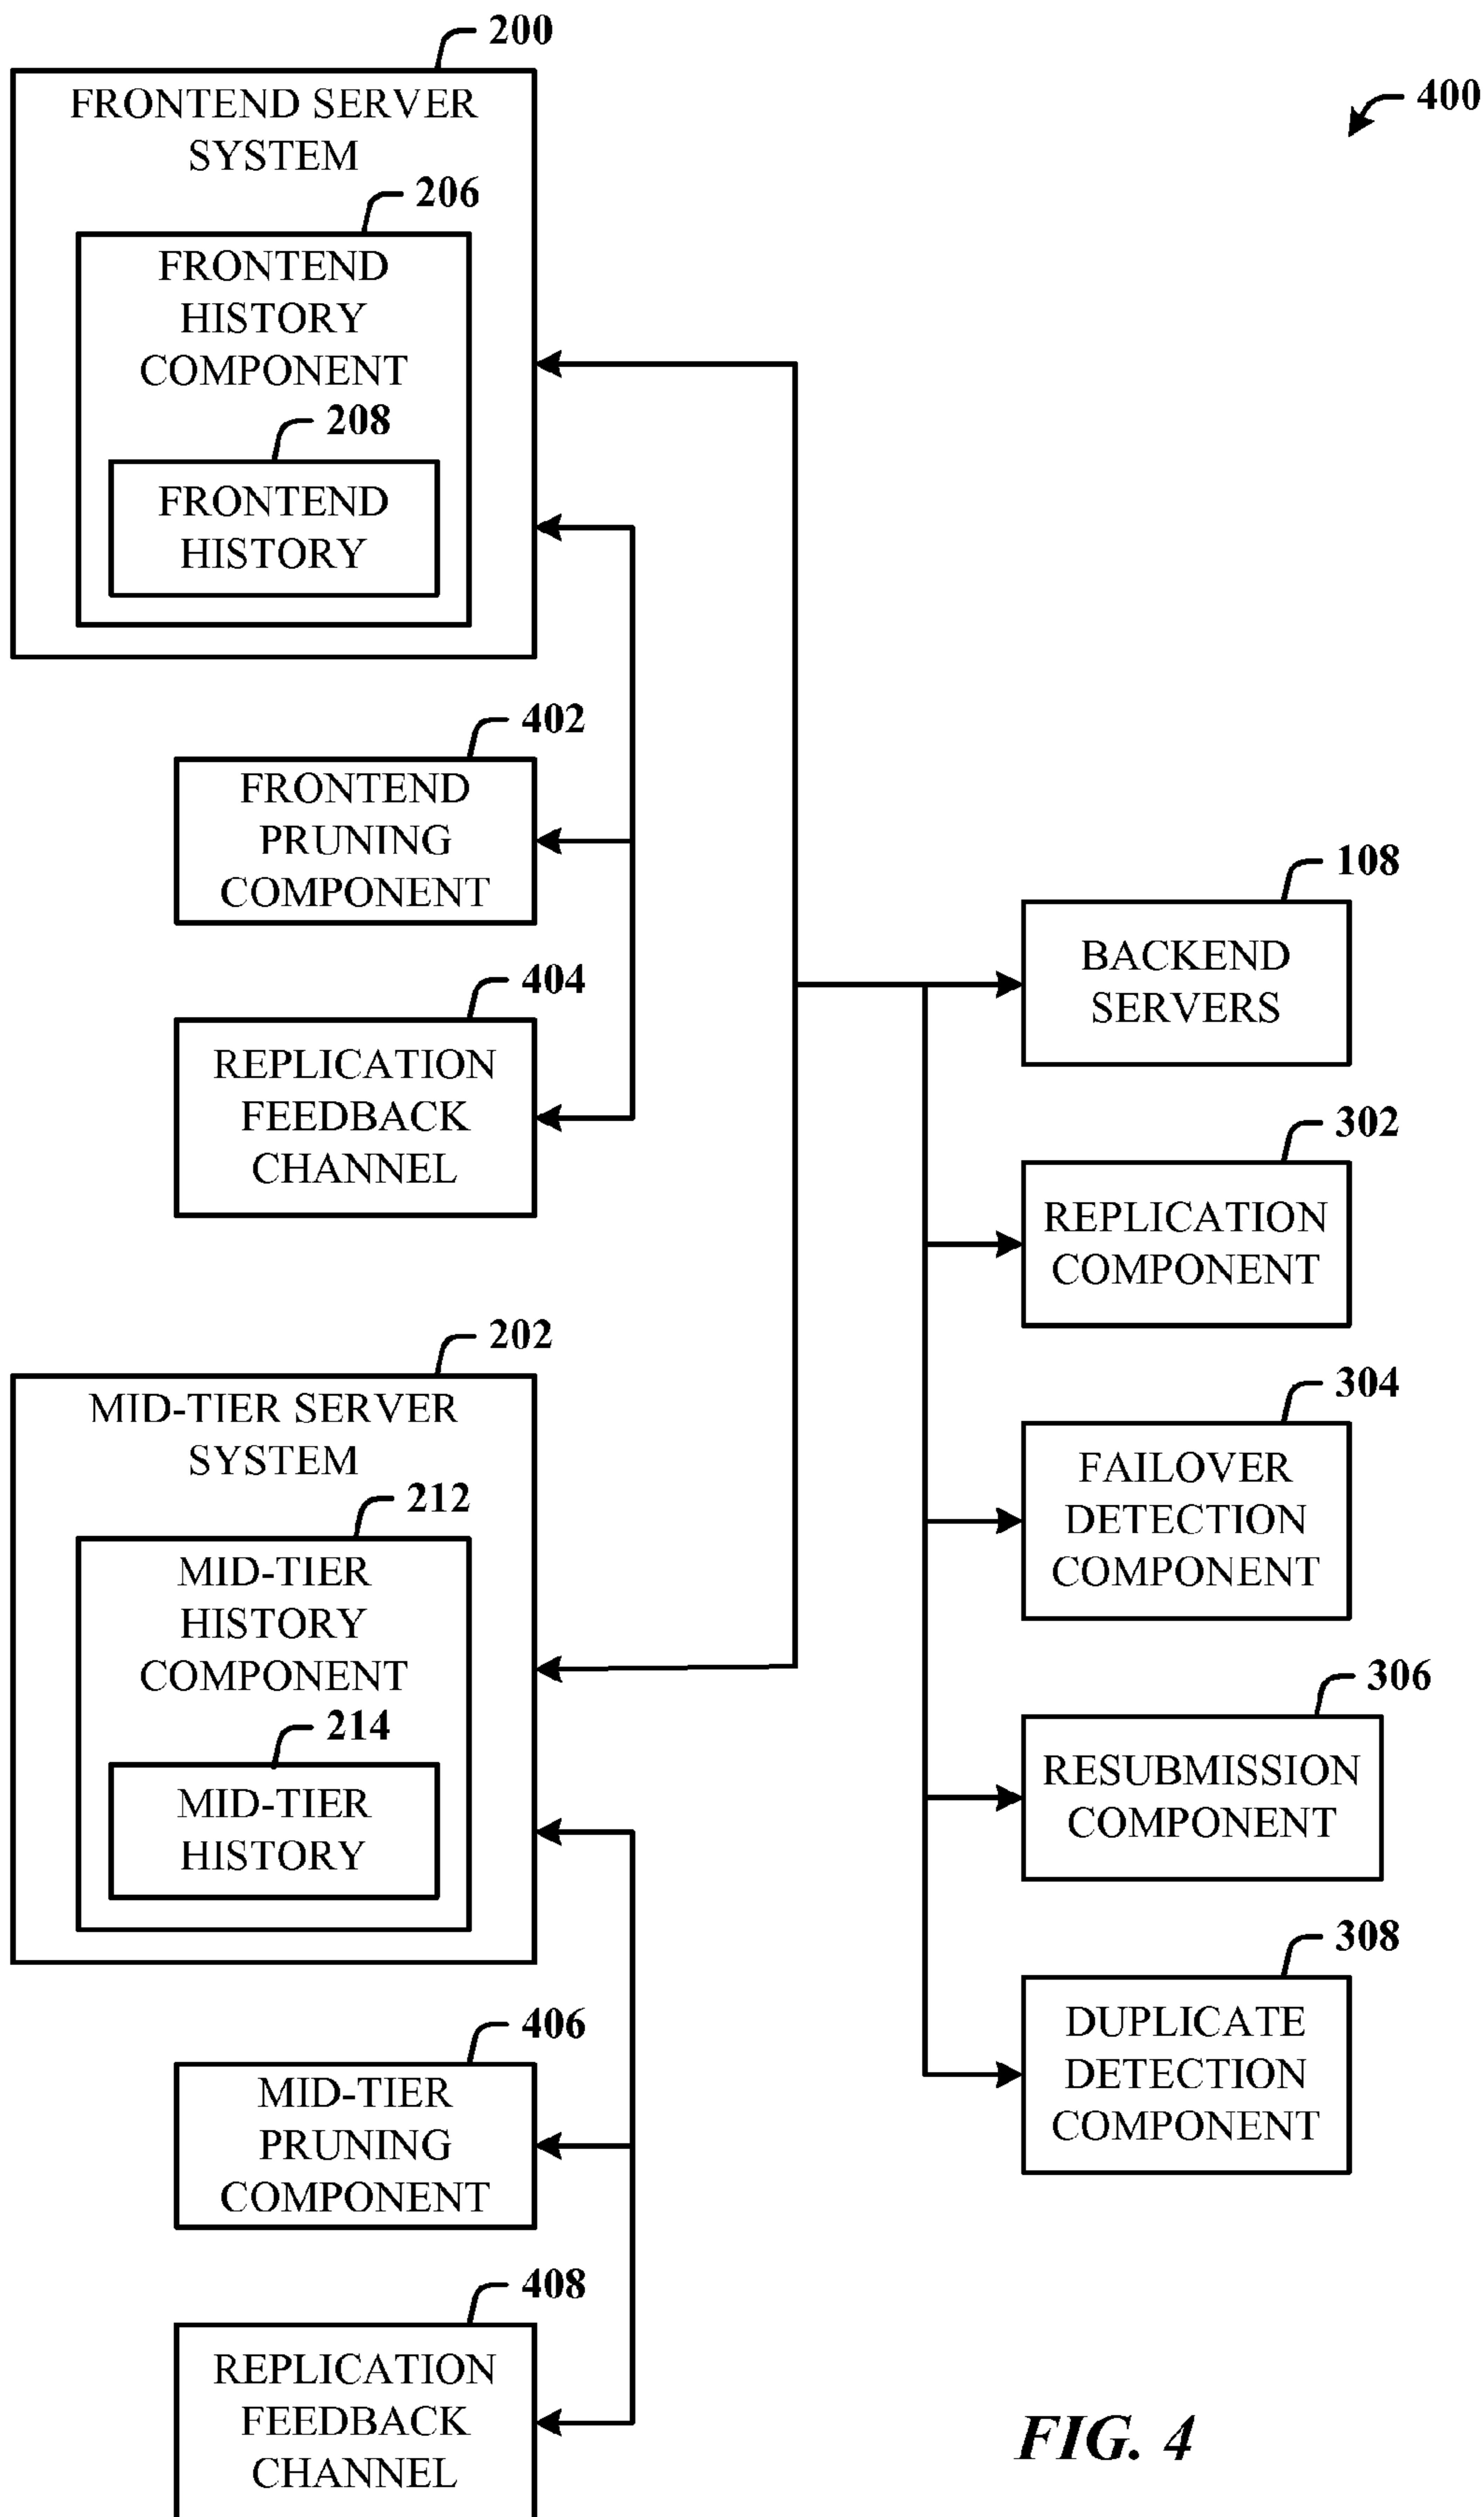 200
400
FRONTEND SERVER
SYSTEM
206
FRONTEND
HISTORY
COMPONENT
208
FRONTEND
HISTORY
402
FRONTEND
PRUNING
COMPONENT
404
REPLICATION
FEEDBACK
CHANNEL
202
MID-TIER SERVER
SYSTEM
212
MID-TIER
HISTORY
COMPONENT
214
MID-TIER
HISTORY
406
MID-TIER
PRUNING
COMPONENT
408
REPLICATION
FEEDBACK
CHANNEL
108
BACKEND
SERVERS
302
REPLICATION
COMPONENT
304
FAILOVER
DETECTION
COMPONENT
306
RESUBMISSION
COMPONENT
308
DUPLICATE
DETECTION
COMPONENT
FIG. 4